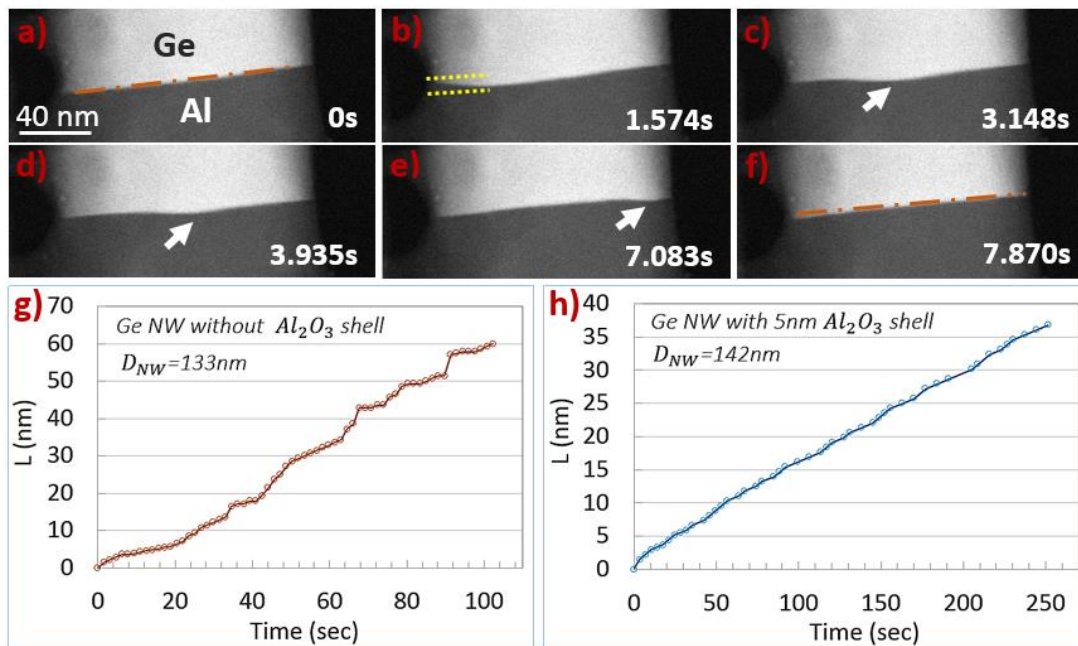 a)
Ge
Al
40 nm
0s
b)
1.574s
c)
3.148s
d)
3.935s
e)
7.083s
f)
7.870s
g)
Ge NW without Al₂O₃ shell
D_NW=133nm
70
60
50
40
30
20
10
0
L (nm)
0 20 40 60 80 100
Time (sec)
h)
Ge NW with 5nm Al₂O₃ shell
D_NW=142nm
40
35
30
25
20
15
10
5
0
L (nm)
0 50 100 150 200 250
Time (sec)